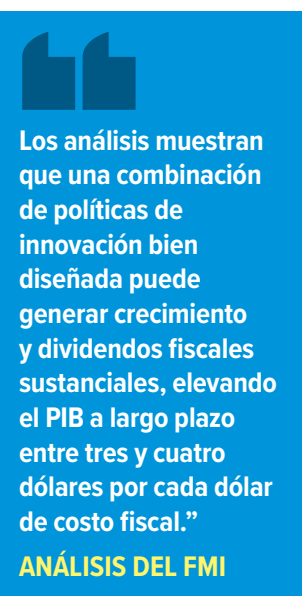 Los análisis muestran
que una combinación
de políticas de
innovación bien
diseñada puede
generar crecimiento
y dividendos fiscales
sustanciales, elevando
el PIB a largo plazo
entre tres y cuatro
dólares por cada dólar
de costo fiscal.”
ANÁLISIS DEL FMI